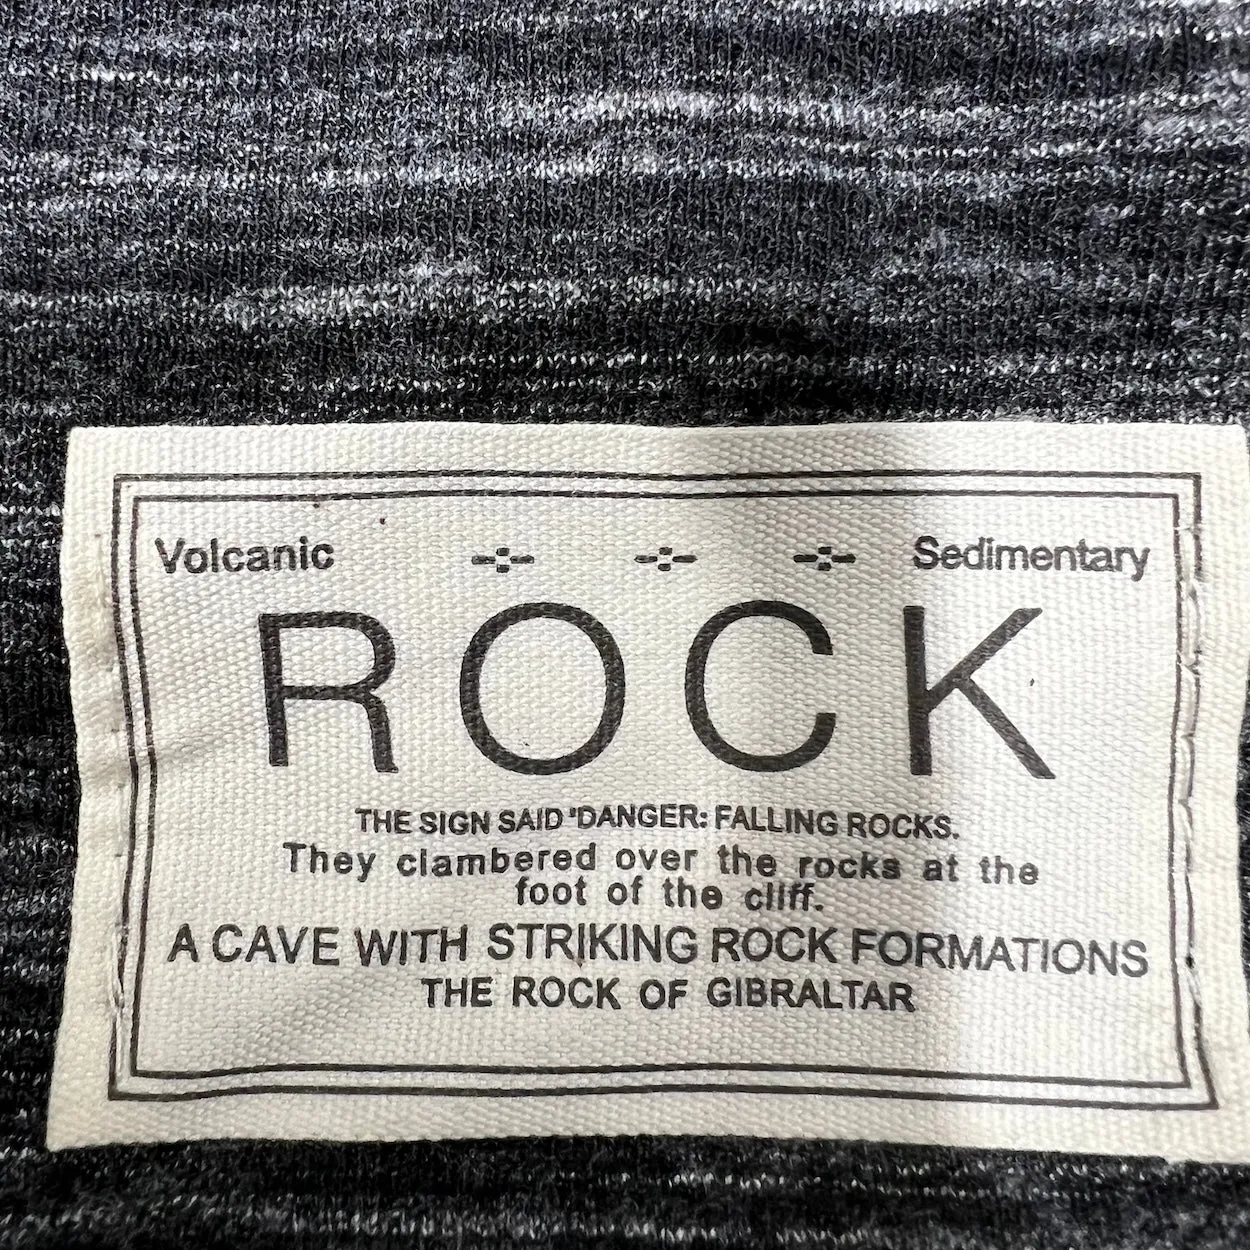 Volcanic Sedimentary
ROCK
THE SIGN SAID "DANGER: FALLING ROCKS.
They clambered over the rocks at the
foot of the cliff.
A CAVE WITH STRIKING ROCK FORMATIONS
THE ROCK OF GIBRALTAR